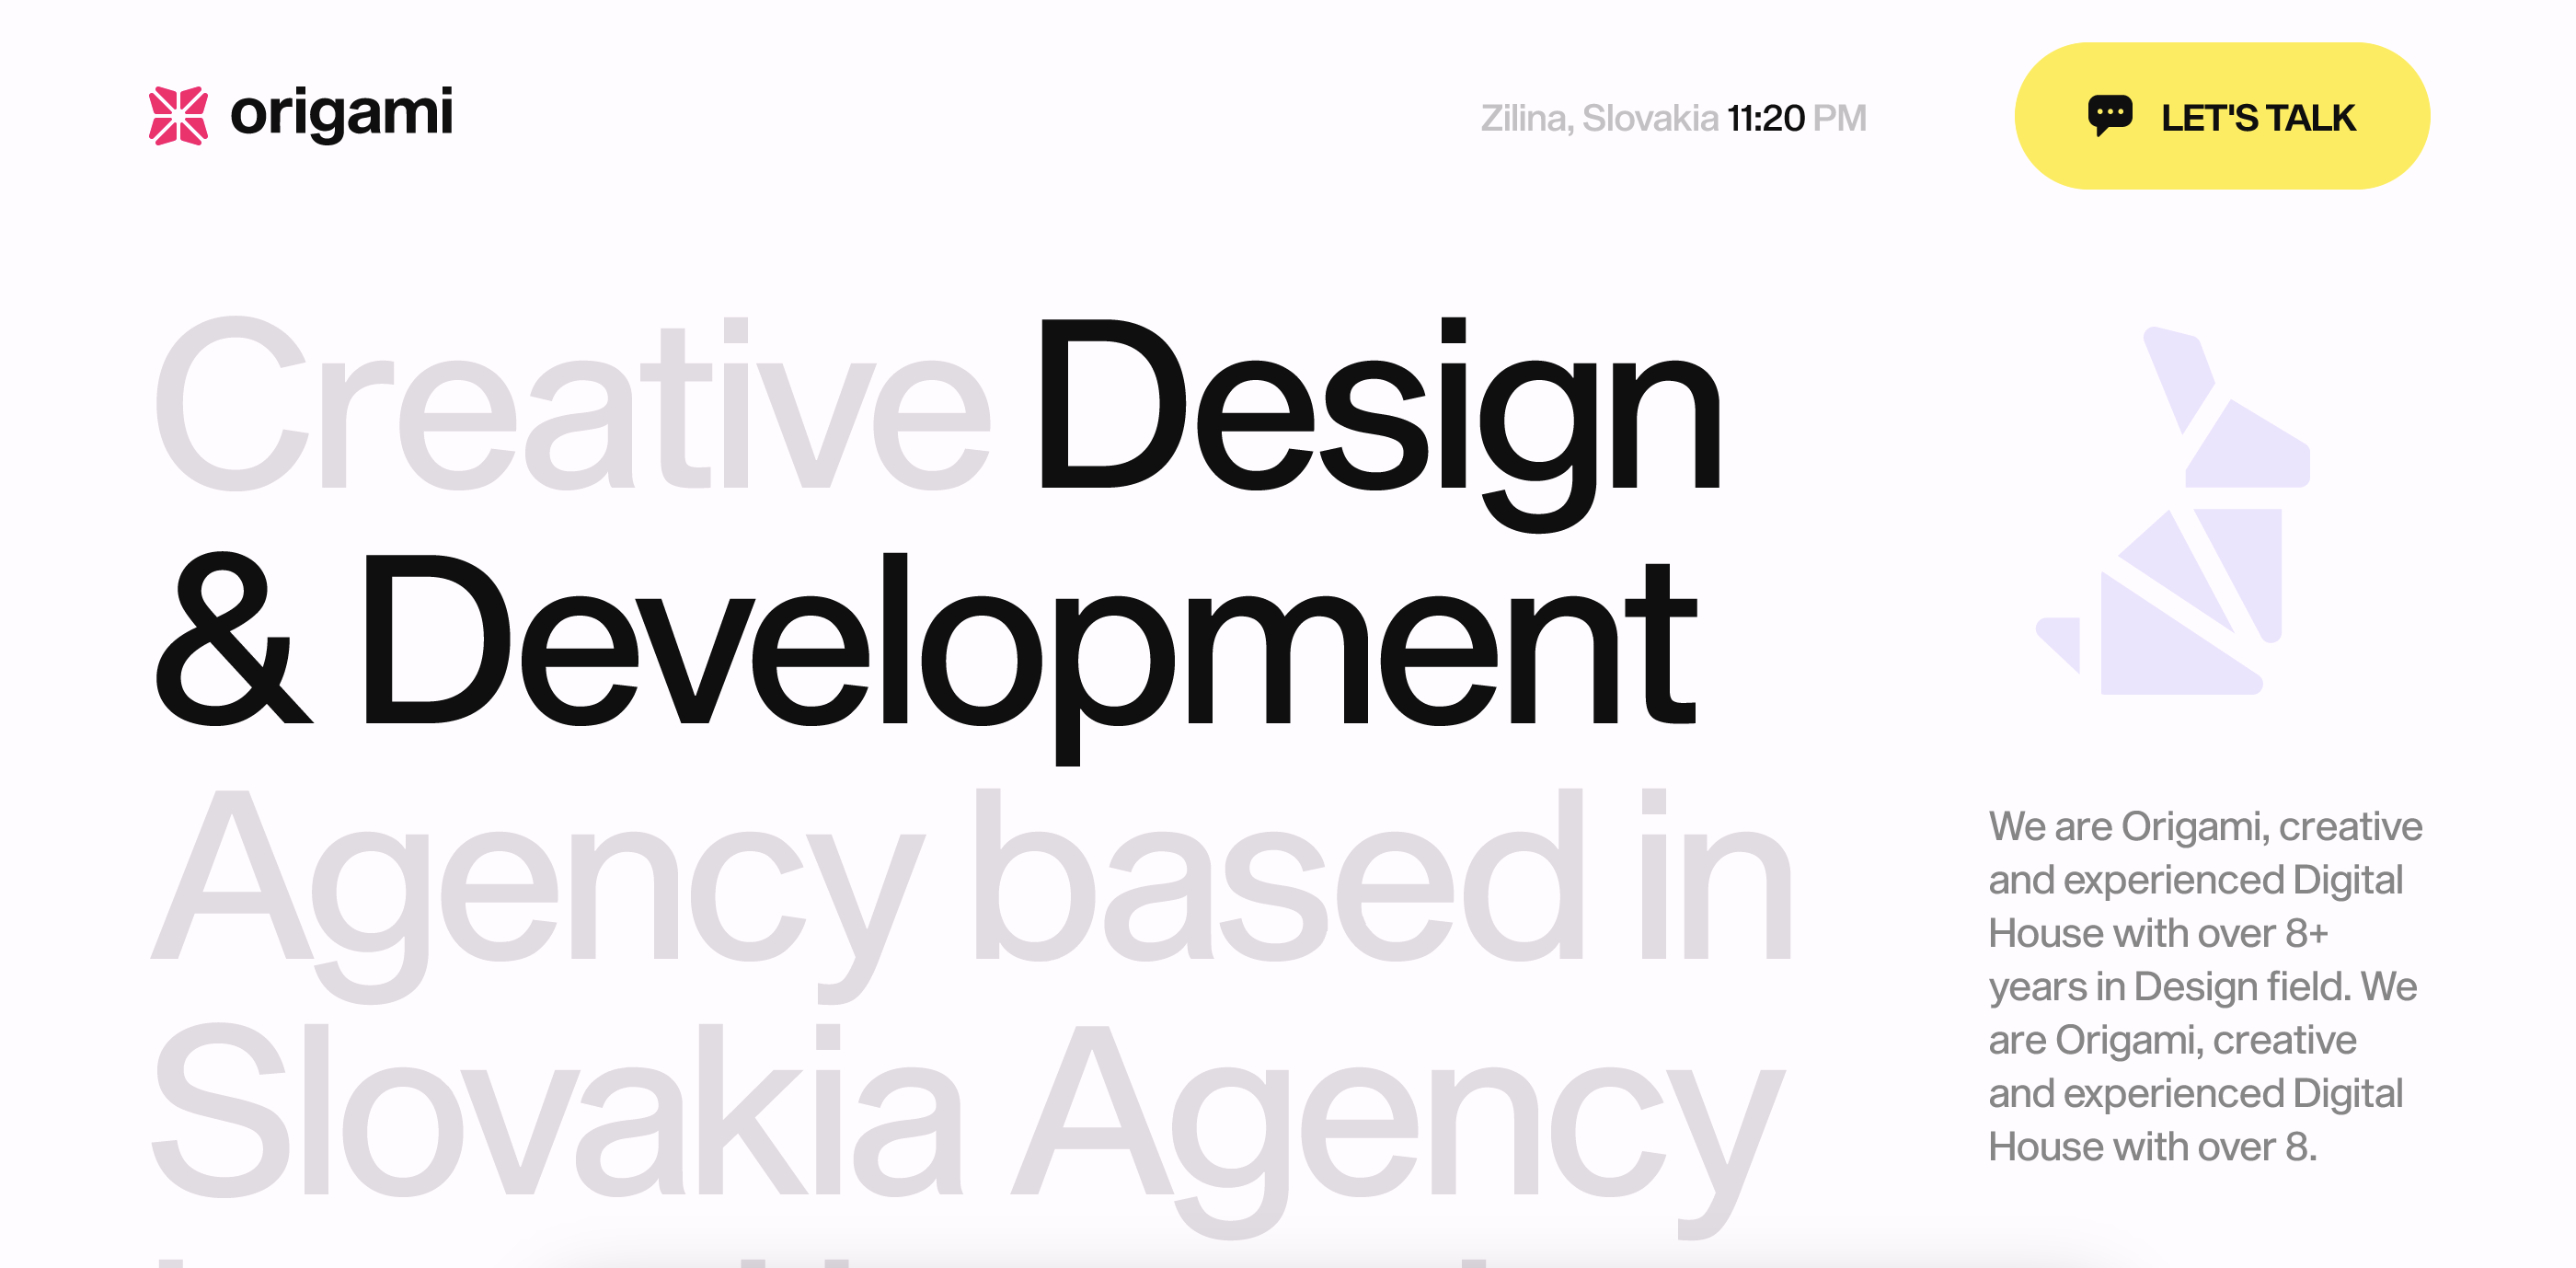 origami
Zilina, Slovakia 11:20 PM
LET'S TALK
Creative Design
& Development
Agency based in
Slovakia Agency
We are Origami, creative
and experienced Digital
House with over 8+
years in Design field. We
are Origami, creative
and experienced Digital
House with over 8.